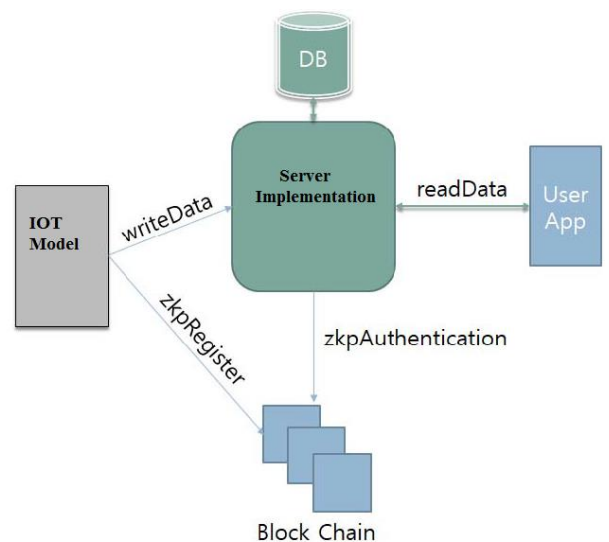 DB
Server
Implementation
readData
User
App
IOT
Model
writeData
zkpRegister
zkpAuthentication
Block Chain